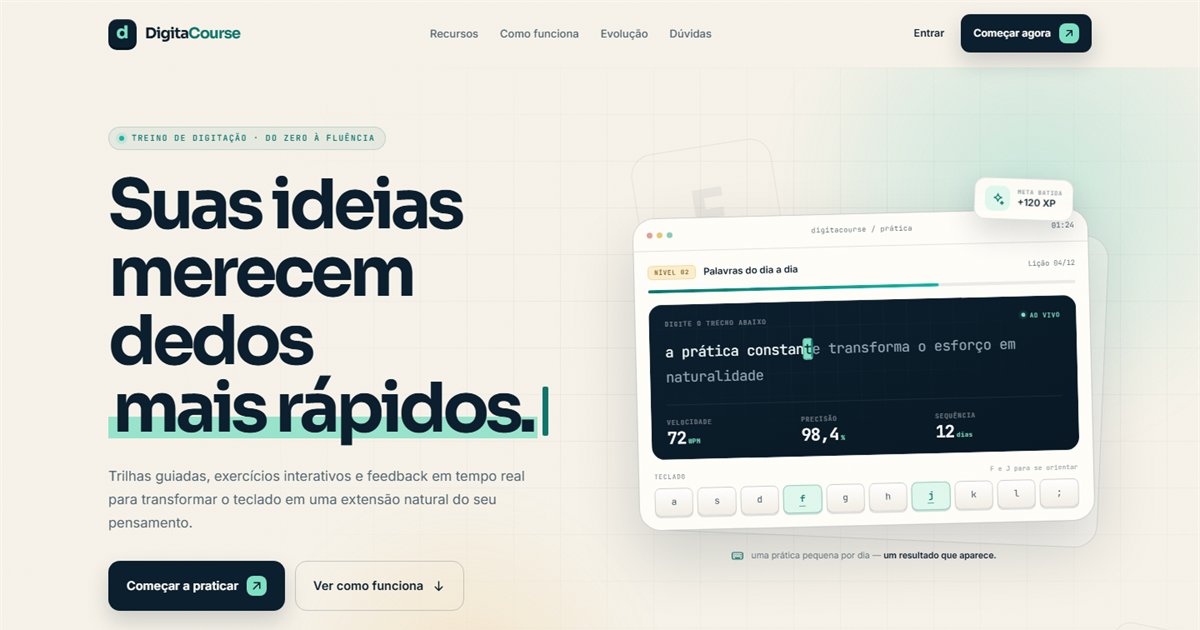 d DigitaCourse
Recursos Como funciona Evolução Dúvidas
Entrar
Começar agora
TREINO DE DIGITAÇÃO · DO ZERO À FLUÊNCIA
Suas ideias
merecem
dedos
mais rápidos.
Trilhas guiadas, exercícios interativos e feedback em tempo real
para transformar o teclado em uma extensão natural do seu
pensamento.
Começar a praticar
Ver como funciona
F
META BATIDA
+120 XP
digitacourse / prática
01:24
NÍVEL 02 Palavras do dia a dia
Lição 04/12
DIGITE O TRECHO ABAIXO
AO VIVO
a prática constante transforma o esforço em
naturalidade
VELOCIDADE
72 WPM
PRECISÃO
98,4 %
SEQUÊNCIA
12 dias
TECLADO
F e J para se orientar
a s d f g h j k l ;
uma prática pequena por dia — um resultado que aparece.